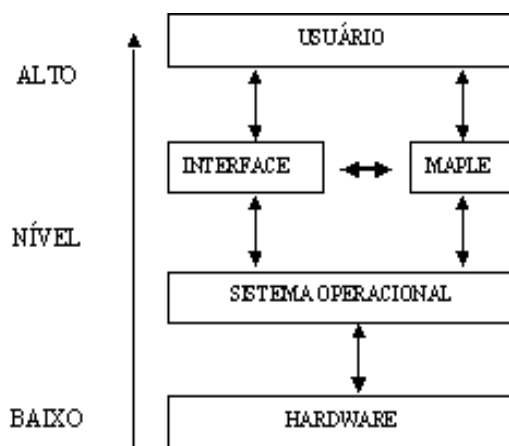 USUÁRIO
ALTO
INTERFACE
MAPLE
NÍVEL
SISTEMA OPERACIONAL
BAIXO
HARDWARE